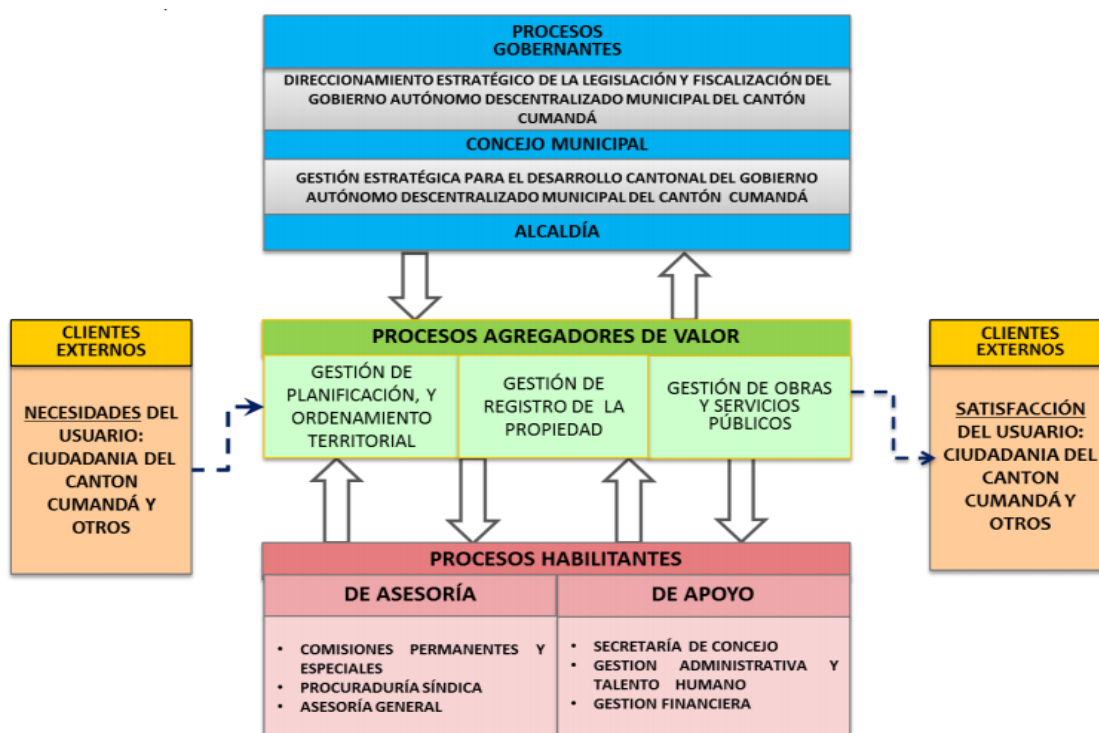 PROCESOS
GOBERNANTES
DIRECCIONAMIENTO ESTRATÉGICO DE LA LEGISLACIÓN Y FISCALIZACIÓN DEL
GOBIERNO AUTÓNOMO DESCENTRALIZADO MUNICIPAL DEL CANTÓN
CUMANDÁ
CONCEJO MUNICIPAL
GESTIÓN ESTRATÉGICA PARA EL DESARROLLO CANTONAL DEL GOBIERNO
AUTÓNOMO DESCENTRALIZADO MUNICIPAL DEL CANTÓN CUMANDÁ
ALCALDÍA
CLIENTES
EXTERNOS
NECESIDADES DEL
USUARIO:
CIUDADANIA DEL
CANTON
CUMANDÁ Y
OTROS
PROCESOS AGREGADORES DE VALOR
GESTIÓN DE
PLANIFICACIÓN, Y
ORDENAMIENTO
TERRITORIAL
GESTIÓN DE
REGISTRO DE LA
PROPIEDAD
GESTIÓN DE OBRAS
Y SERVICIOS
PÚBLICOS
CLIENTES
EXTERNOS
SATISFACCIÓN
DEL USUARIO:
CIUDADANIA DEL
CANTON
CUMANDÁ Y
OTROS
PROCESOS HABILITANTES
DE ASESORÍA
• COMISIONES PERMANENTES Y
ESPECIALES
• PROCURADURÍA SÍNDICA
• ASESORÍA GENERAL
DE APOYO
• SECRETARÍA DE CONCEJO
• GESTION ADMINISTRATIVA Y
TALENTO HUMANO
• GESTION FINANCIERA